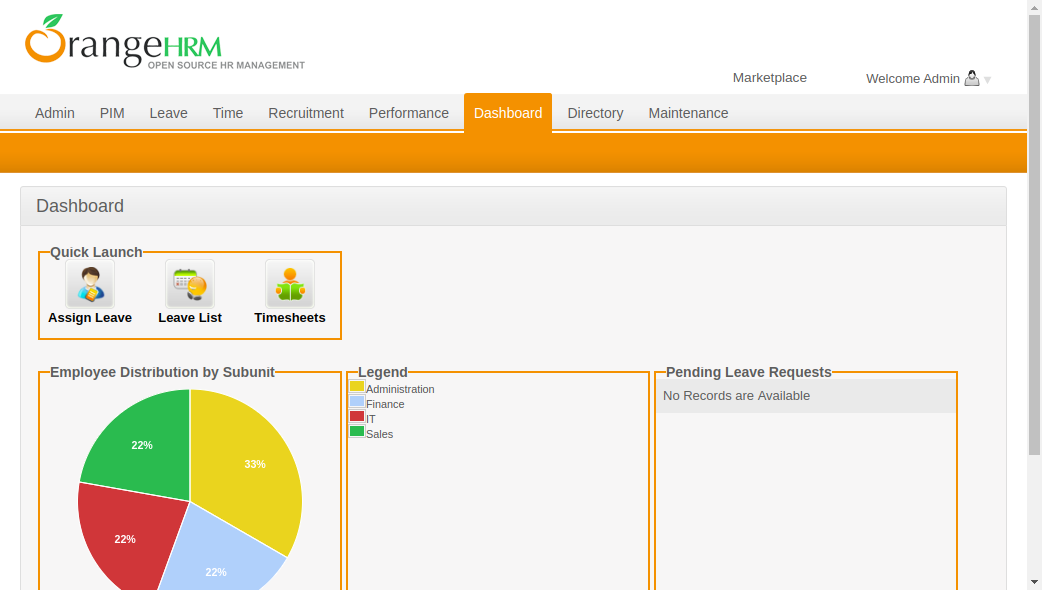 OrangeHRM
OPEN SOURCE HR MANAGEMENT
Marketplace
Welcome Admin
Admin PIM Leave Time Recruitment Performance Dashboard Directory Maintenance
Dashboard
Quick Launch
Assign Leave Leave List Timesheets
Employee Distribution by Subunit
22%
33%
22%
22%
Legend
Administration
Finance
IT
Sales
Pending Leave Requests
No Records are Available